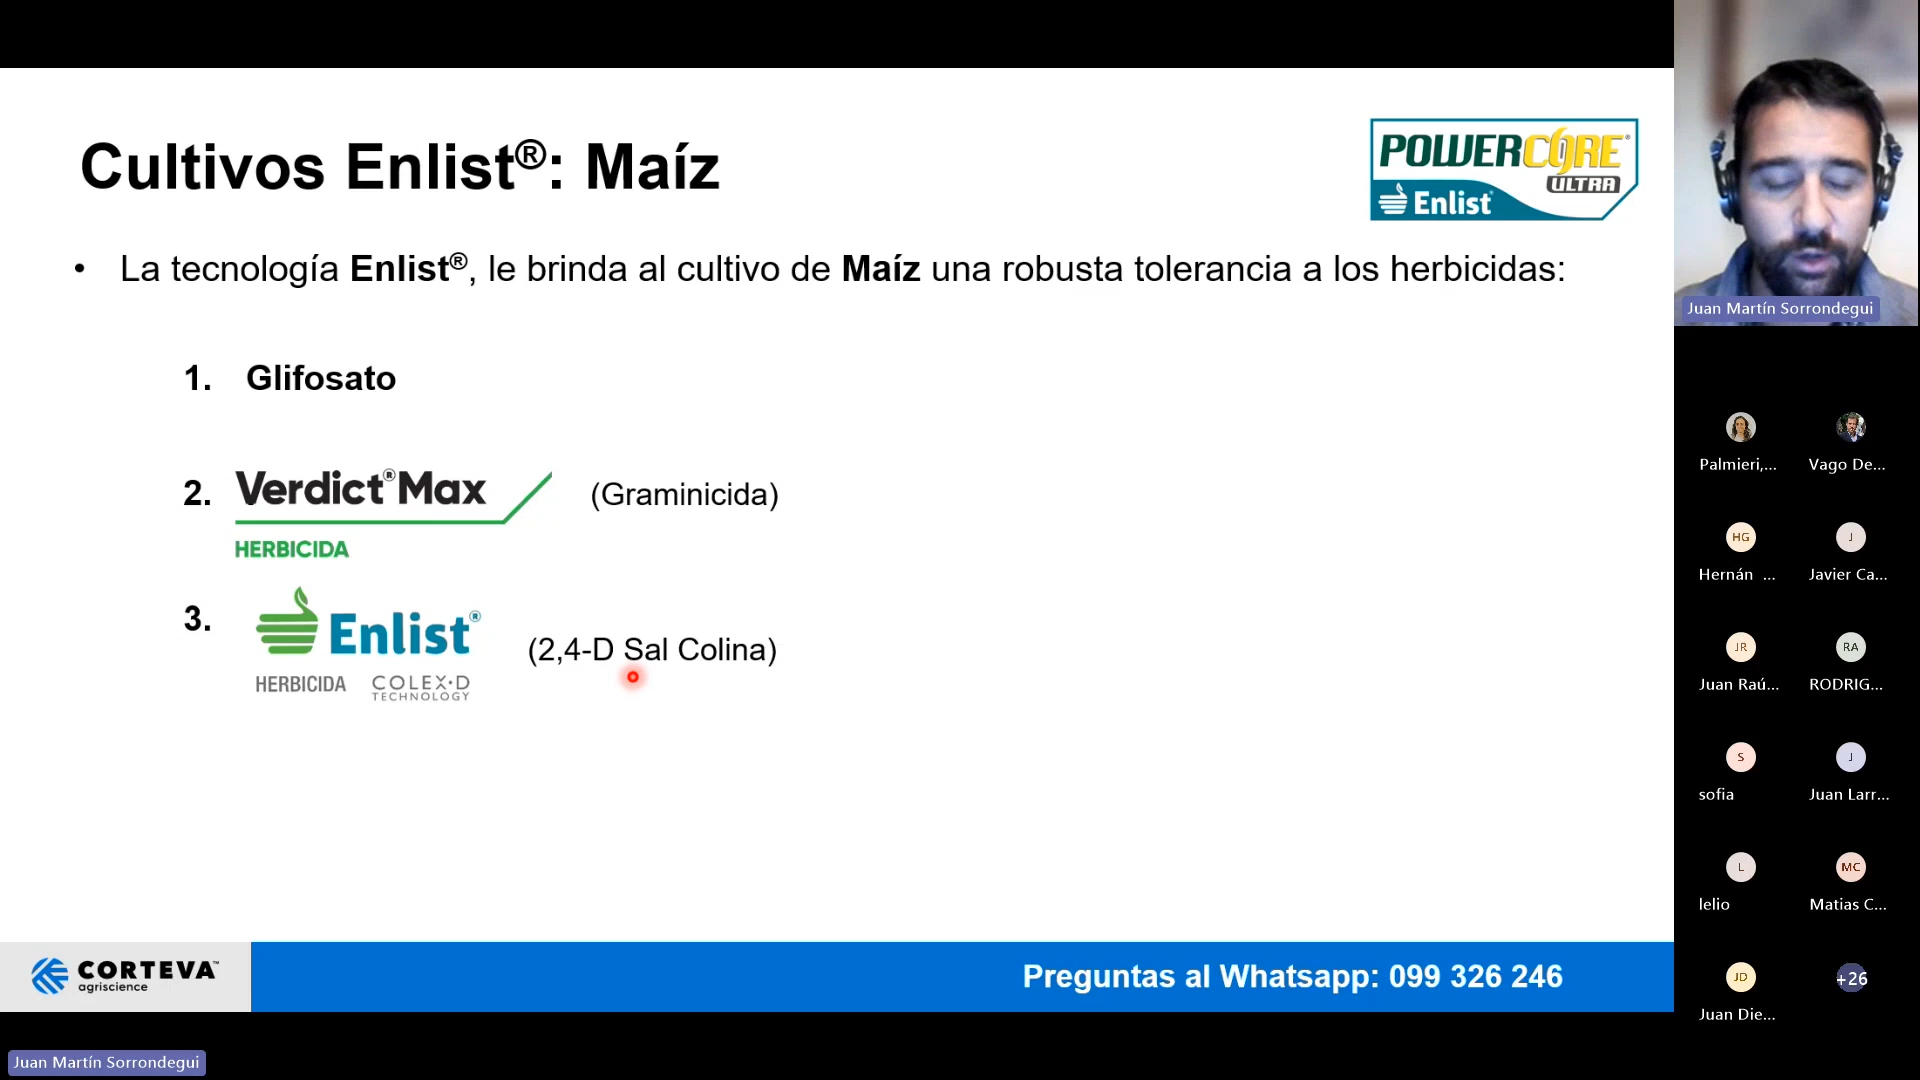 Cultivos Enlist®: Maíz
POWERCORE®
ULTRA
Enlist®
• La tecnología Enlist®, le brinda al cultivo de Maíz una robusta tolerancia a los herbicidas:
1. Glifosato
2. Verdict® Max (Graminicida)
HERBICIDA
3. Enlist® (2,4-D Sal Colina)
HERBICIDA COLEX·D
TECHNOLOGY
CORTEVA™
agriscience
Preguntas al Whatsapp: 099 326 246
Juan Martín Sorrondegui
Juan Martín Sorrondegui
Palmieri,... Vago De...
HG J
Hernán ... Javier Ca...
JR RA
Juan Raú... RODRIG...
S J
sofia Juan Larr...
L MC
lelio Matias C...
JD +26
Juan Die...